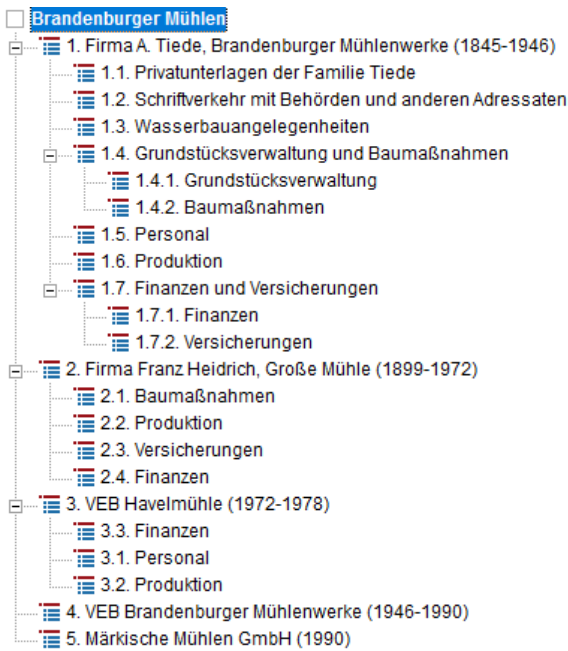 Brandenburger Mühlen
1. Firma A. Tiede, Brandenburger Mühlenwerke (1845-1946)
1.1. Privatunterlagen der Familie Tiede
1.2. Schriftverkehr mit Behörden und anderen Adressaten
1.3. Wasserbauangelegenheiten
1.4. Grundstücksverwaltung und Baumaßnahmen
1.4.1. Grundstücksverwaltung
1.4.2. Baumaßnahmen
1.5. Personal
1.6. Produktion
1.7. Finanzen und Versicherungen
1.7.1. Finanzen
1.7.2. Versicherungen
2. Firma Franz Heidrich, Große Mühle (1899-1972)
2.1. Baumaßnahmen
2.2. Produktion
2.3. Versicherungen
2.4. Finanzen
3. VEB Havelmühle (1972-1978)
3.3. Finanzen
3.1. Personal
3.2. Produktion
4. VEB Brandenburger Mühlenwerke (1946-1990)
5. Märkische Mühlen GmbH (1990)